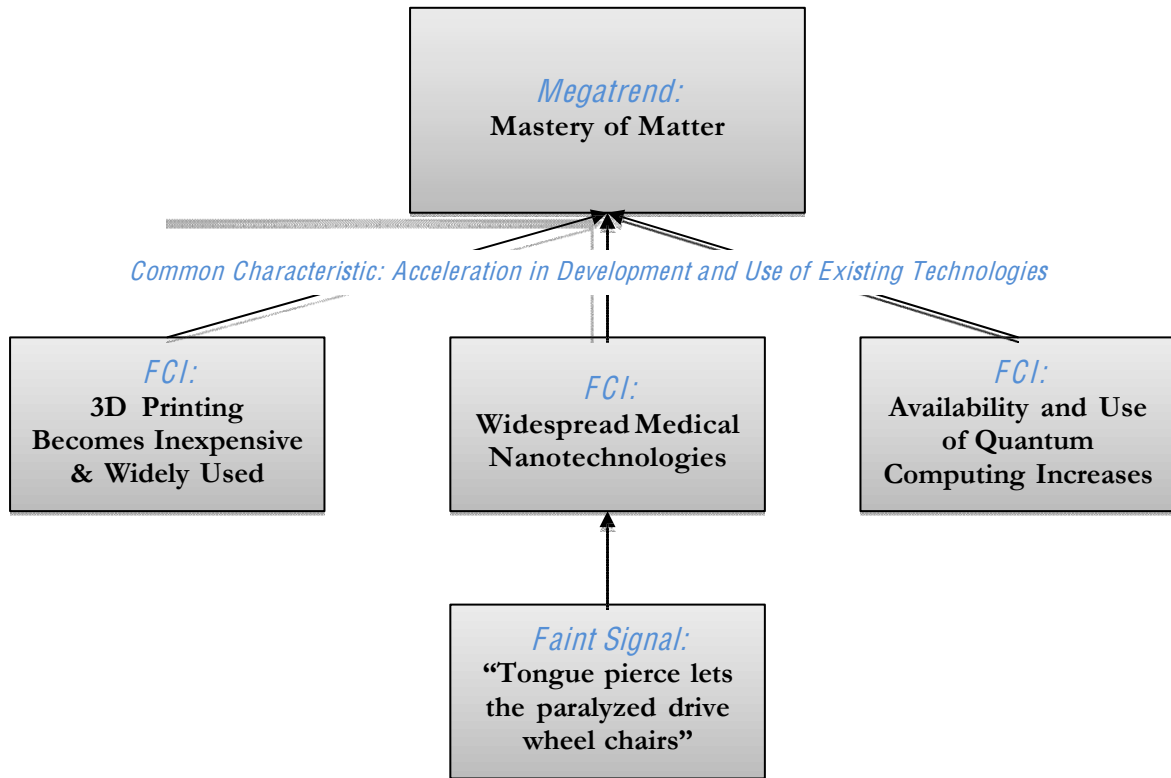 Megatrend:
Mastery of Matter
Common Characteristic: Acceleration in Development and Use of Existing Technologies
FCI:
3D Printing
Becomes Inexpensive
& Widely Used
FCI:
Widespread Medical
Nanotechnologies
FCI:
Availability and Use
of Quantum
Computing Increases
Faint Signal:
“Tongue pierce lets
the paralyzed drive
wheel chairs”